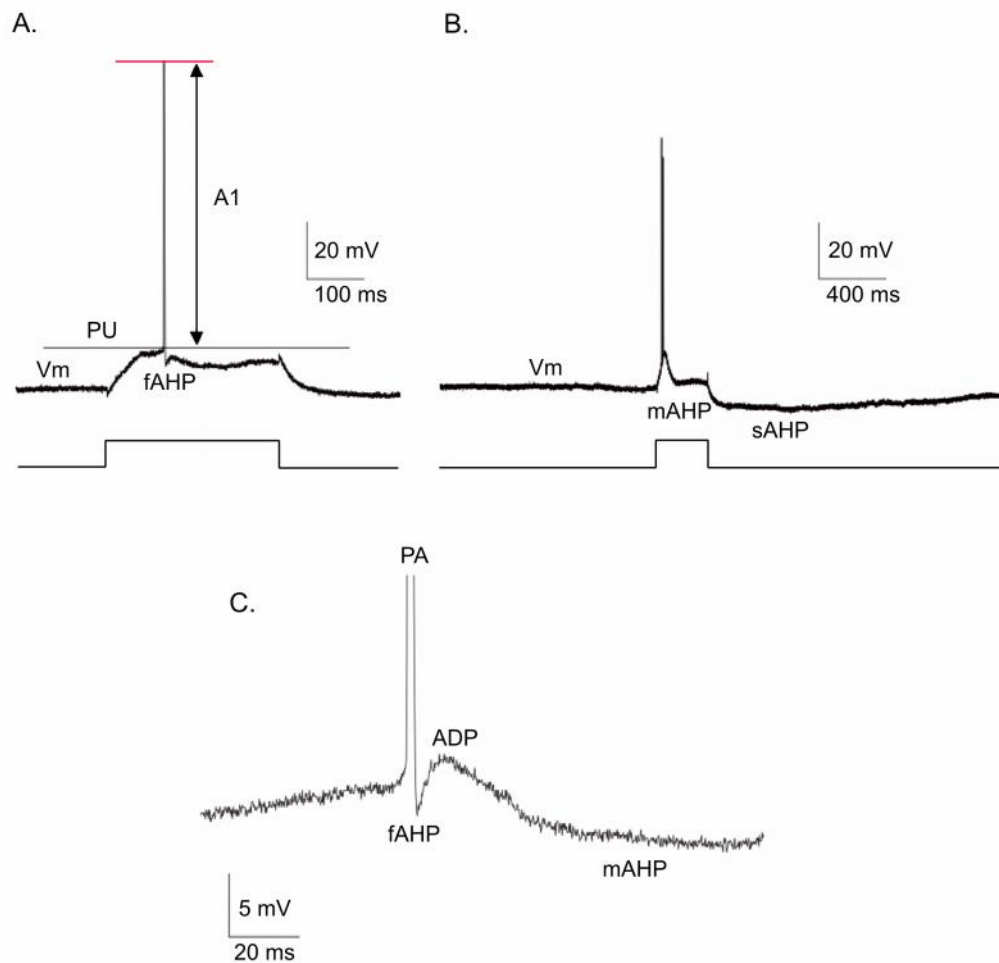 A.
A1
20 mV
100 ms
PU
Vm
fAHP
B.
20 mV
400 ms
Vm
mAHP
sAHP
C.
PA
ADP
fAHP
mAHP
5 mV
20 ms